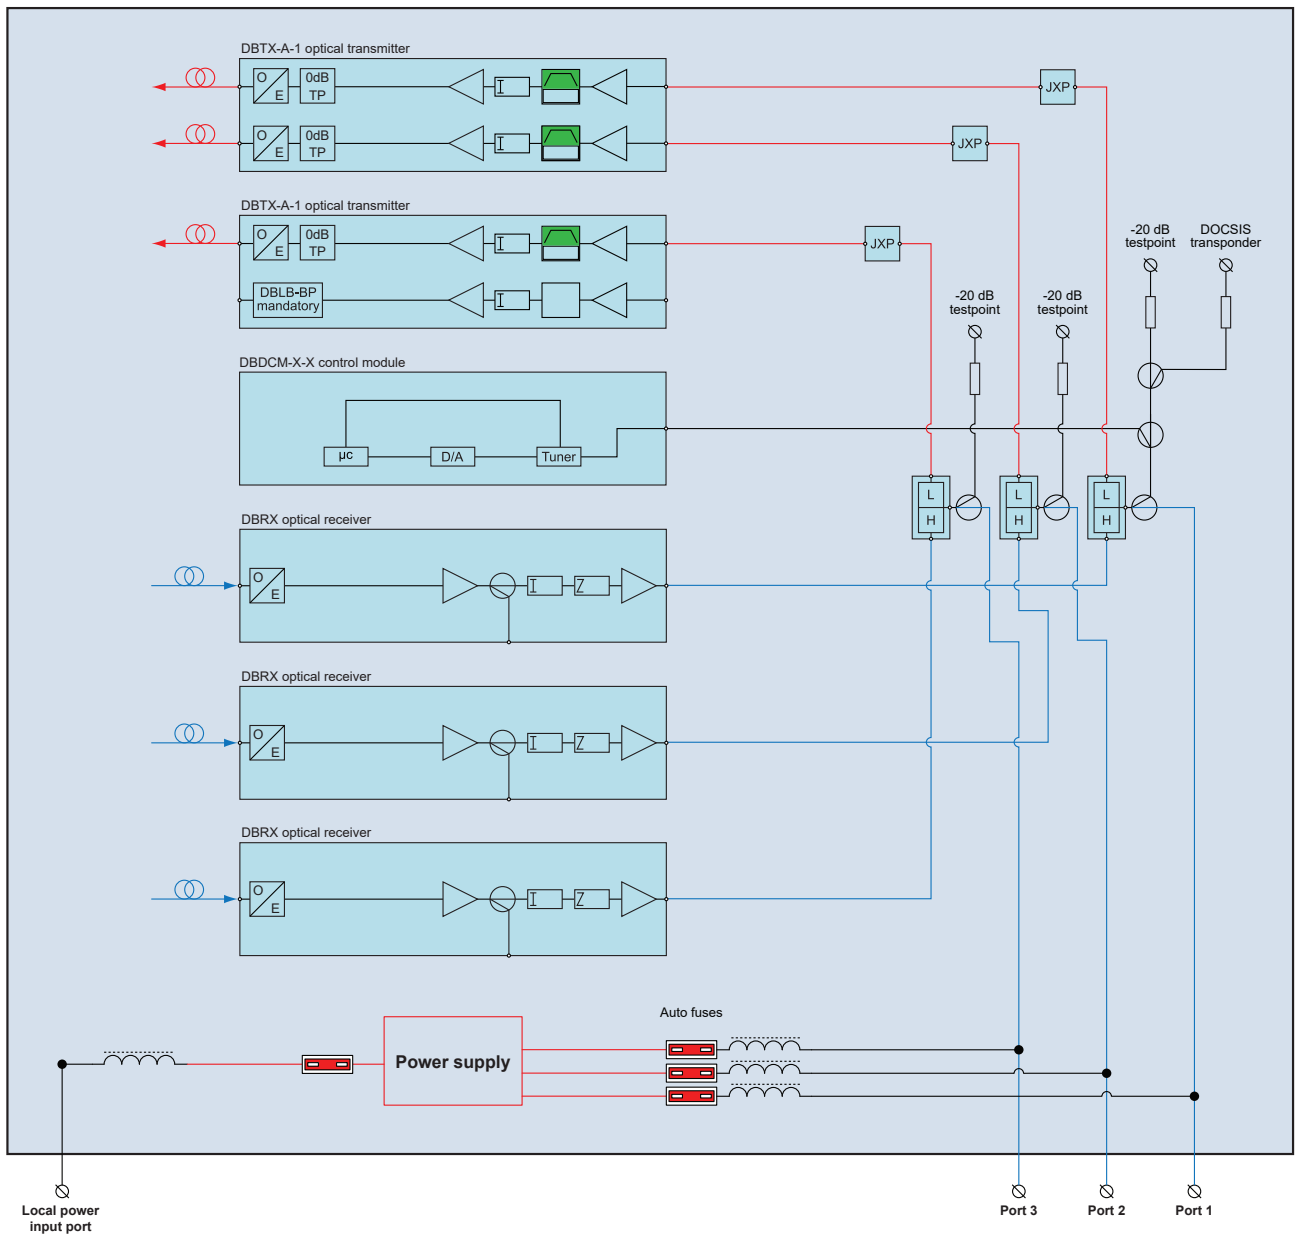 DBTX-A-1 optical transmitter
O
E
0dB
TP
JXP
O
E
0dB
TP
JXP
DBTX-A-1 optical transmitter
O
E
0dB
TP
JXP
-20 dB
testpoint
DOCSIS
transponder
DBLB-BP
mandatory
-20 dB
testpoint
-20 dB
testpoint
DBDCM-X-X control module
µc
D/A
Tuner
L
H
L
H
L
H
DBRX optical receiver
O
E
I
Z
DBRX optical receiver
O
E
I
Z
DBRX optical receiver
O
E
I
Z
Auto fuses
Power supply
Local power
input port
Port 3
Port 2
Port 1